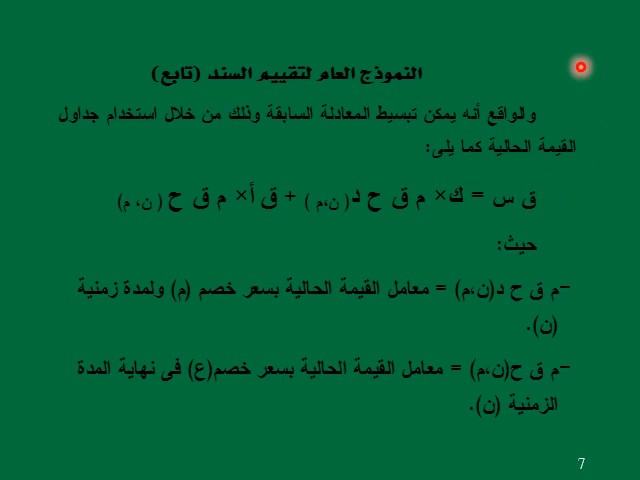 النموذج العام لتقييم السند (تابع)
والواقع أنه يمكن تبسيط المعادلة السابقة وذلك من خلال استخدام جداول
القيمة الحالية كما يلى:
ق س = ك× م ق ح د( ن،م ) + ق أ× م ق ح ( ن، م)
حيث:
–م ق ح د(ن،م) = معامل القيمة الحالية بسعر خصم (م) ولمدة زمنية
(ن).
–م ق ح(ن،م) = معامل القيمة الحالية بسعر خصم(ع) فى نهاية المدة
الزمنية (ن).
7